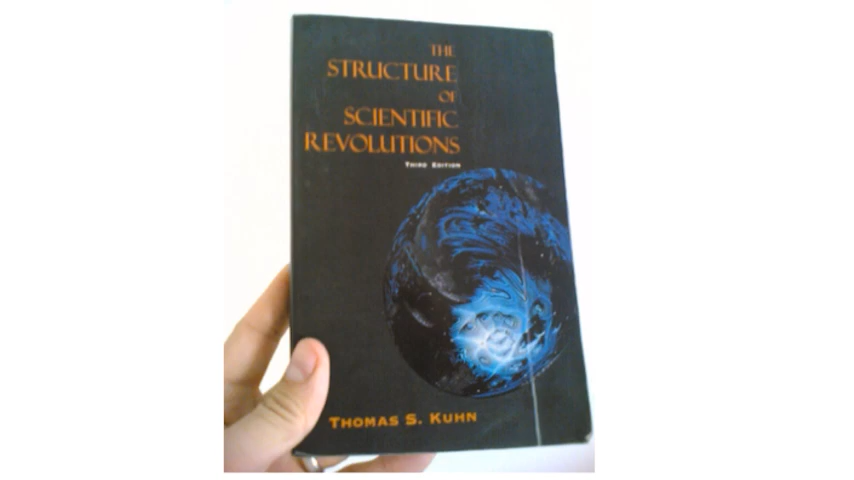 THE
STRUCTURE
OF
SCIENTIFIC
REVOLUTIONS
THIRD EDITION
THOMAS S. KUHN